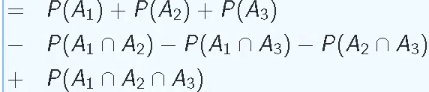 = P(A₁) + P(A₂) + P(A₃)
− P(A₁ ∩ A₂) − P(A₁ ∩ A₃) − P(A₂ ∩ A₃)
+ P(A₁ ∩ A₂ ∩ A₃)